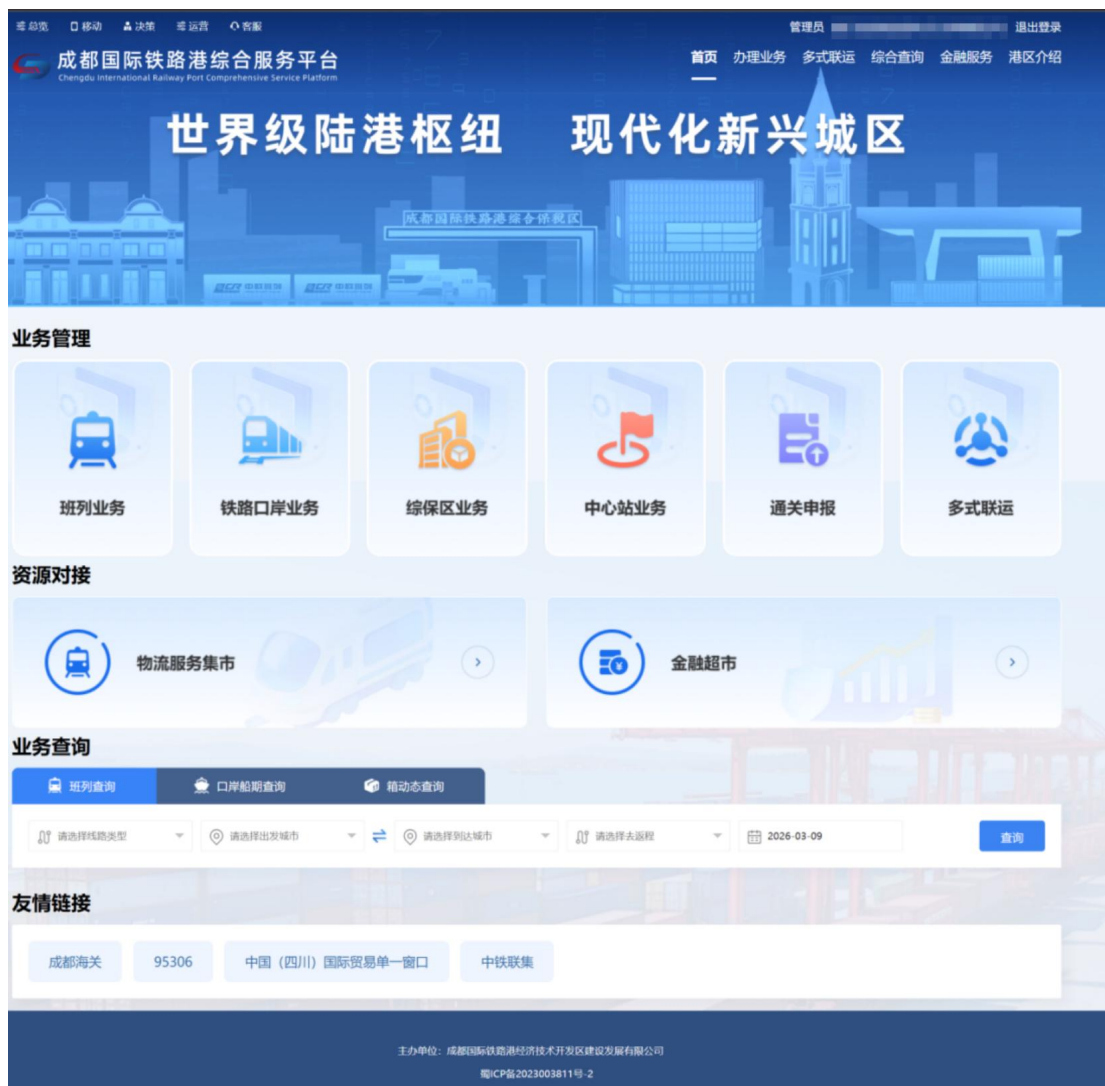 总览 移动 决策 运营 客服
管理员 退出登录
成都国际铁路港综合服务平台
Chengdu International Railway Port Comprehensive Service Platform
首页 办理业务 多式联运 综合查询 金融服务 港区介绍
世界级陆港枢纽 现代化新兴城区
成都国际铁路港综合保税区
业务管理
班列业务 铁路口岸业务 综保区业务 中心站业务 通关申报 多式联运
资源对接
物流服务集市 金融超市
业务查询
班列查询 口岸船期查询 箱动态查询
请选择线路类型 请选择出发城市 请选择到达城市 请选择去返程 2026-03-09 查询
友情链接
成都海关 95306 中国（四川）国际贸易单一窗口 中铁联集
主办单位：成都国际铁路港经济技术开发区建设发展有限公司
蜀ICP备2023003811号-2